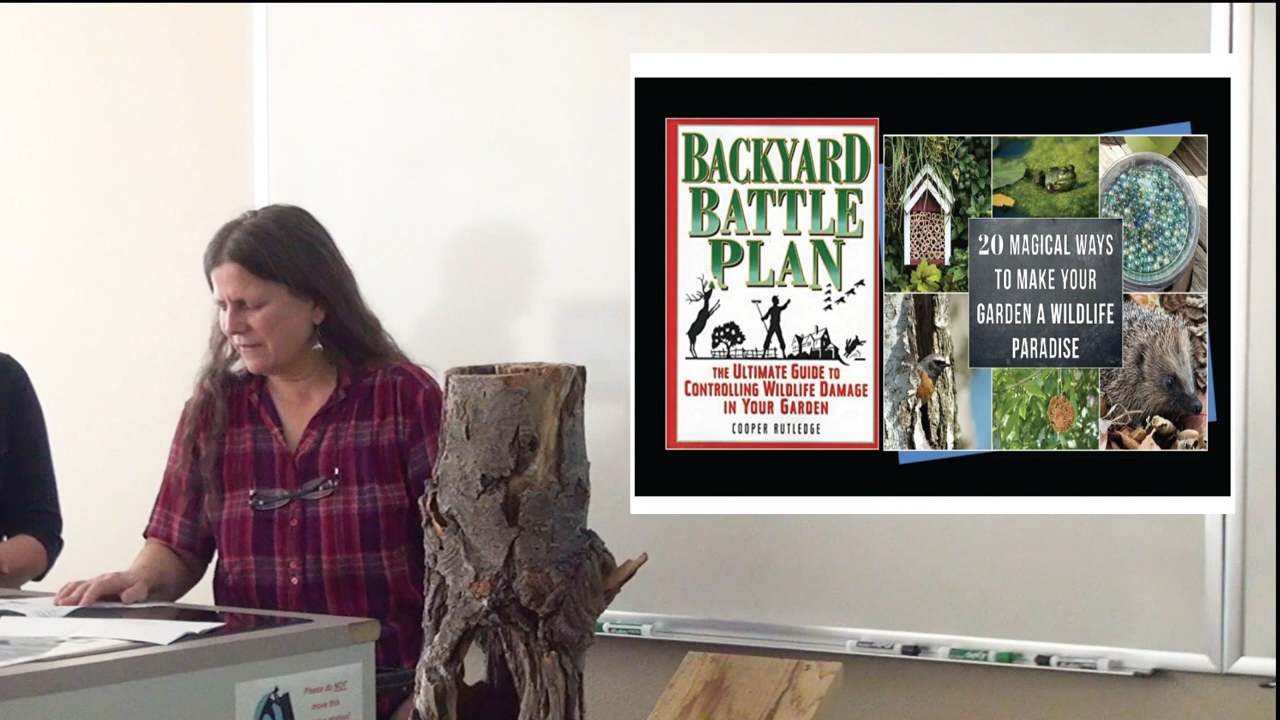 BACKYARD
BATTLE
PLAN
THE ULTIMATE GUIDE TO
CONTROLLING WILDLIFE DAMAGE
IN YOUR GARDEN
COOPER RUTLEDGE
20 MAGICAL WAYS
TO MAKE YOUR
GARDEN A WILDLIFE
PARADISE
Please do NOT
move this